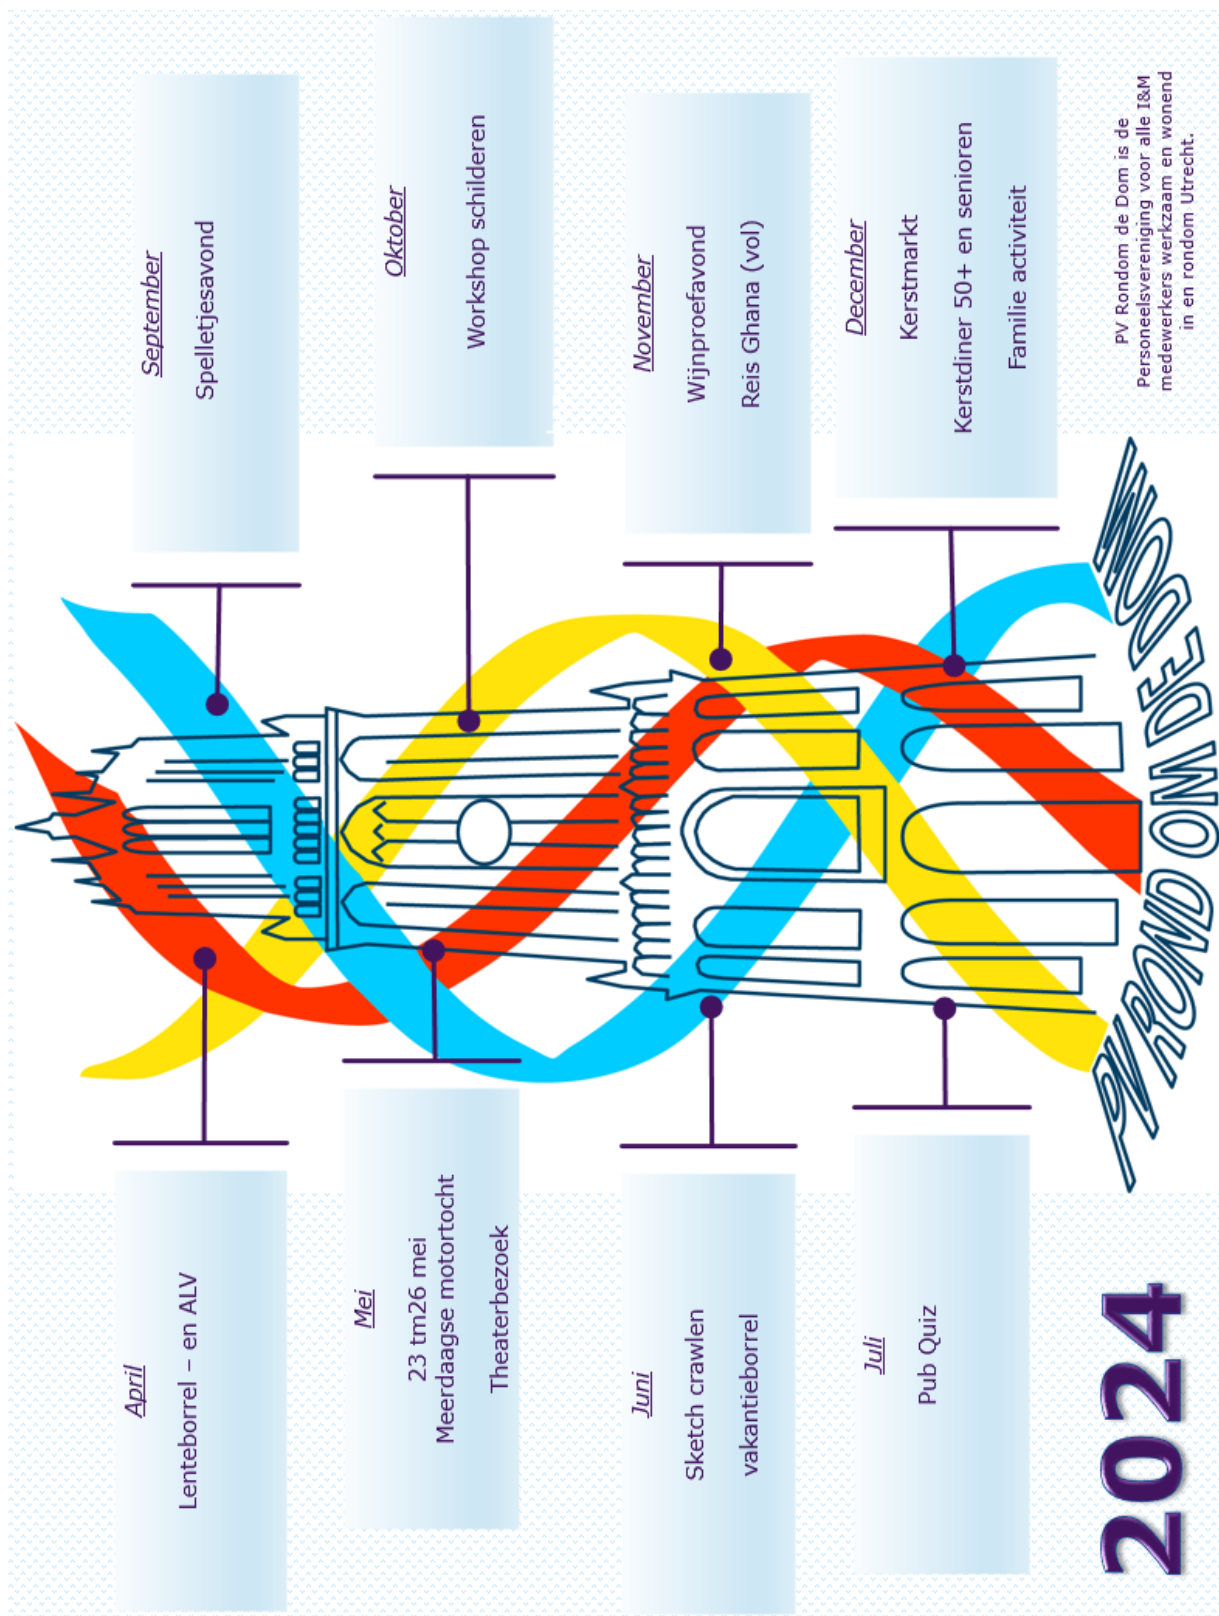 April
Lenteborrel – en ALV
Mei
23 tm26 mei
Meerdaagse motortocht
Theaterbezoek
Juni
Sketch crawlen
vakantieborrel
Juli
Pub Quiz
2024
September
Spelletjesavond
Oktober
Workshop schilderen
November
Wijnproefavond
Reis Ghana (vol)
December
Kerstmarkt
Kerstdiner 50+ en senioren
Familie activiteit
PV Rondom de Dom is de
Personeelsvereniging voor alle I&M
medewerkers werkzaam en wonend
in en rondom Utrecht.
PV ROND OM DE DOM